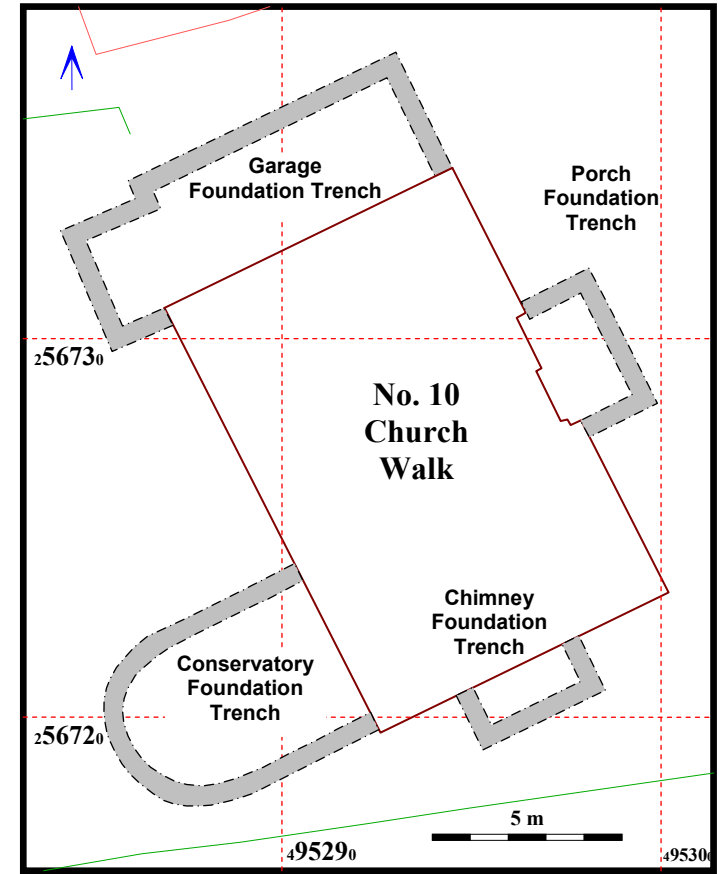 Garage
Foundation Trench
Porch
Foundation
Trench
256730
No. 10
Church
Walk
Chimney
Foundation
Trench
Conservatory
Foundation
Trench
256720
5 m
495290
495300